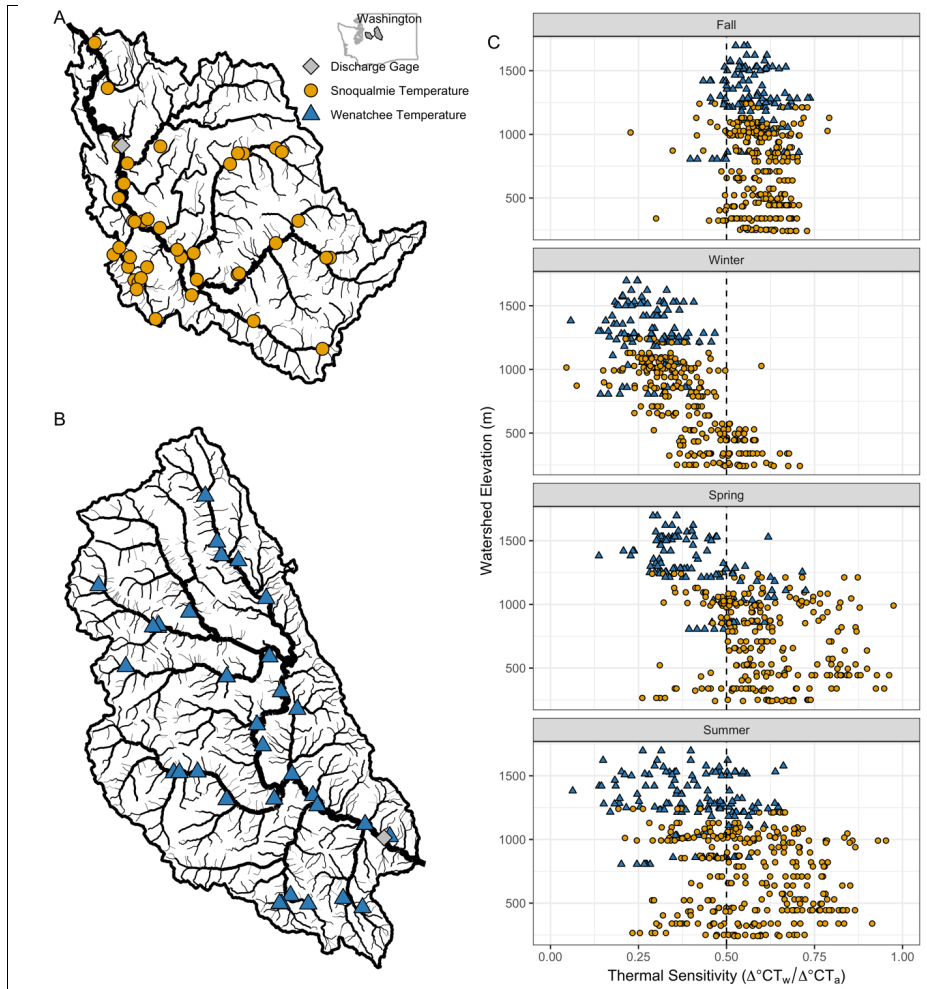 A
Washington
Discharge Gage
Snoqualmie Temperature
Wenatchee Temperature
B
C
Fall
1500
1000
500
Winter
1500
1000
500
Spring
1500
1000
500
Summer
1500
1000
500
Watershed Elevation (m)
0.00 0.25 0.50 0.75 1.00
Thermal Sensitivity (Δ°CTw/Δ°CTa)